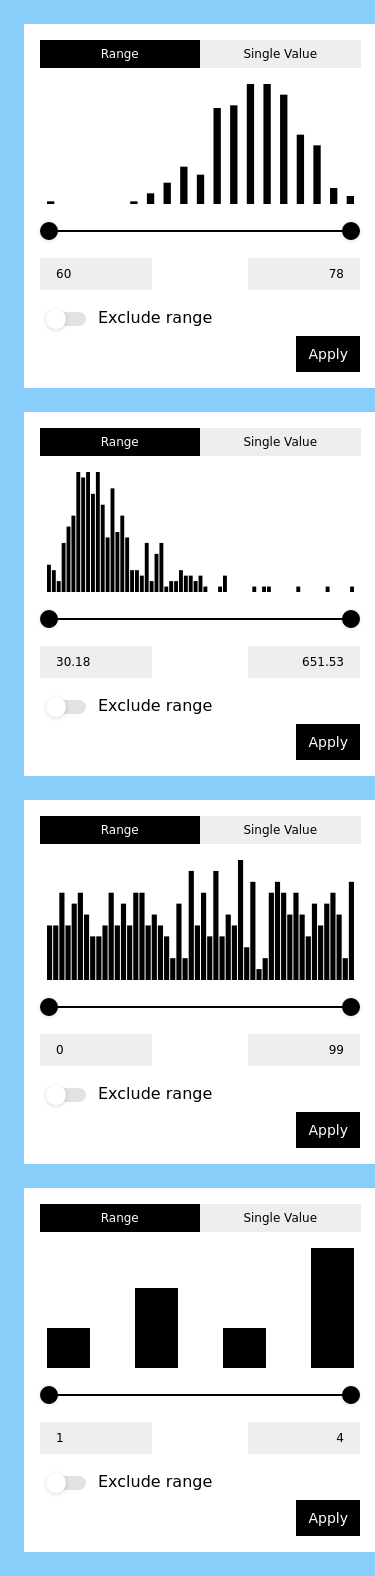 Range Single Value
60 78
Exclude range
Apply
Range Single Value
30.18 651.53
Exclude range
Apply
Range Single Value
0 99
Exclude range
Apply
Range Single Value
1 4
Exclude range
Apply